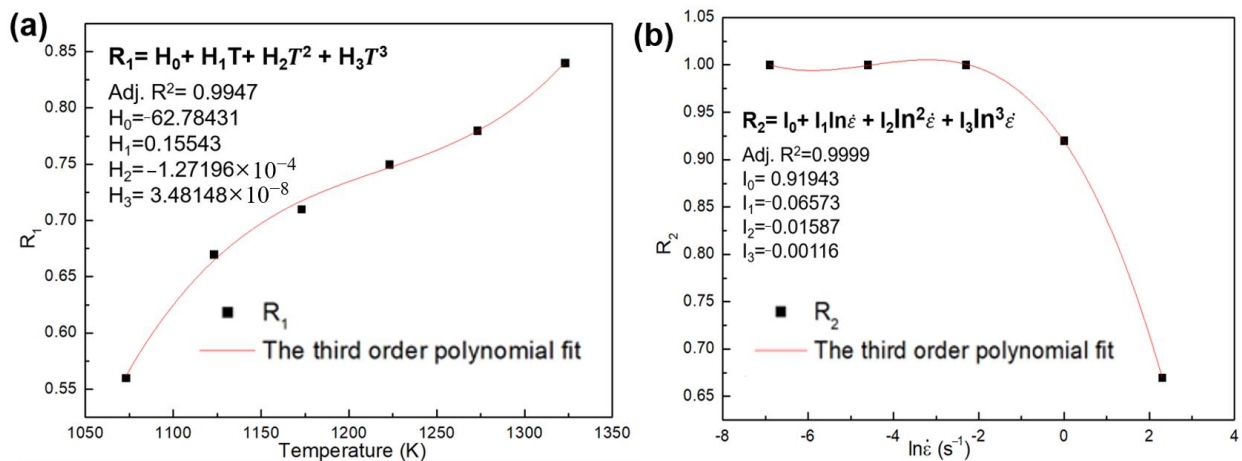 (a)
R₁= H₀+ H₁T+ H₂T² + H₃T³
Adj. R²= 0.9947
H₀=-62.78431
H₁=0.15543
H₂= −1.27196×10⁻⁴
H₃= 3.48148×10⁻⁸
R₁
The third order polynomial fit
0.85
0.80
0.75
0.70
0.65
0.60
0.55
R₁
1050 1100 1150 1200 1250 1300 1350
Temperature (K)
(b)
R₂= I₀+ I₁lnε̇ + I₂ln²ε̇ + I₃ln³ε̇
Adj. R²=0.9999
I₀= 0.91943
I₁=-0.06573
I₂=-0.01587
I₃=-0.00116
R₂
The third order polynomial fit
1.05
1.00
0.95
0.90
0.85
0.80
0.75
0.70
0.65
R₂
-8 -6 -4 -2 0 2 4
lnε̇ (s⁻¹)